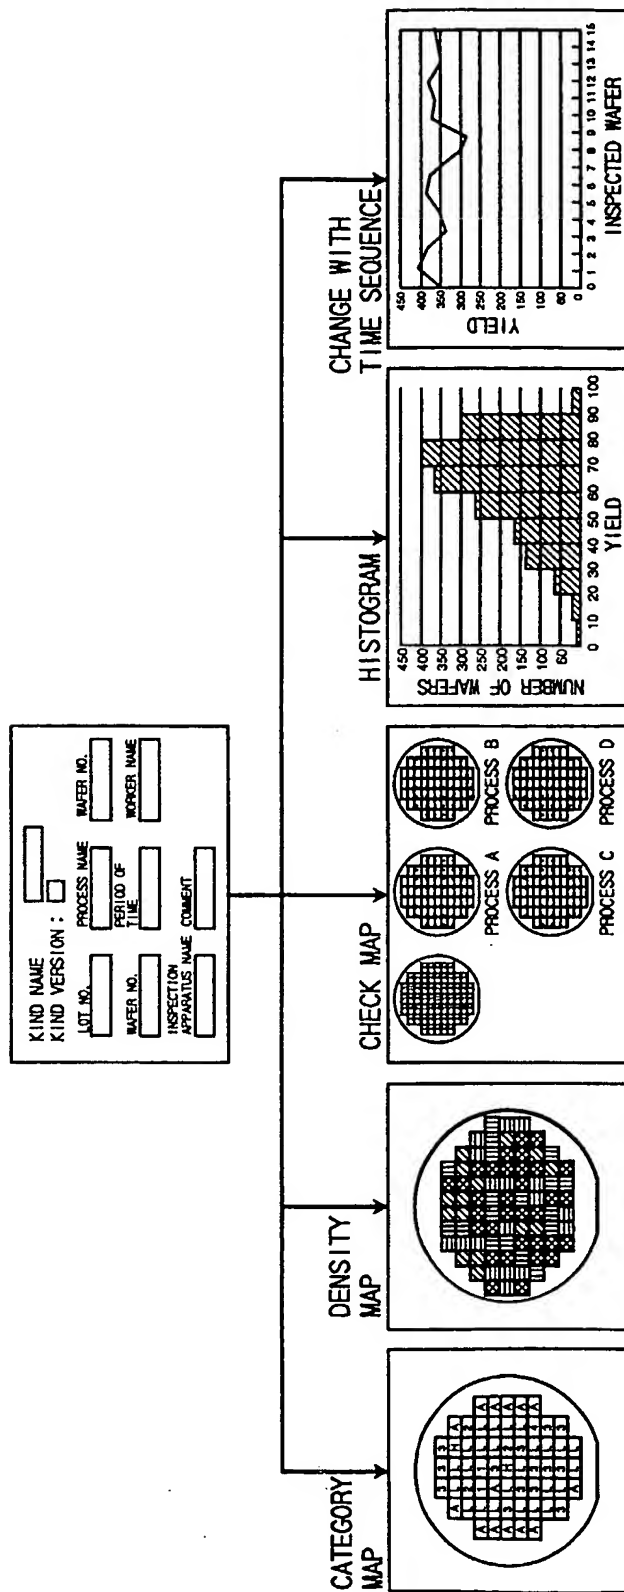 KIND NAME
KIND VERSION :
LOT NO.
PROCESS NAME
WAFER NO.
WAFER NO.
PERIOD OF
TIME
WORKER NAME
INSPECTION
APPARATUS NAME
COMMENT
CATEGORY
MAP
DENSITY
MAP
CHECK MAP
PROCESS A
PROCESS B
PROCESS C
PROCESS D
HISTOGRAM
NUMBER OF WAFERS
450
400
350
300
250
200
150
100
60
0 10 20 30 40 50 60 70 80 90 100
YIELD
CHANGE WITH
TIME SEQUENCE
YIELD
450
400
350
300
250
200
150
100
60
0
0 1 2 3 4 5 6 7 8 9 10 11 12 13 14 15
INSPECTED WAFER